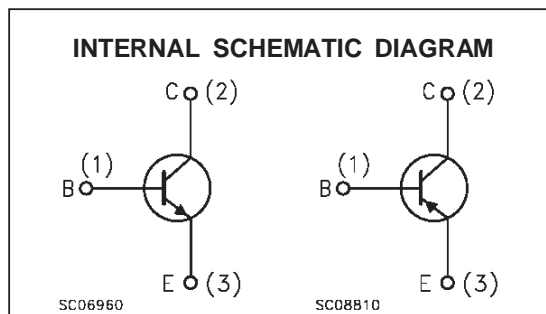 INTERNAL SCHEMATIC DIAGRAM
C (2)
(1)
B
E (3)
SC06960
C (2)
(1)
B
E (3)
SC08810